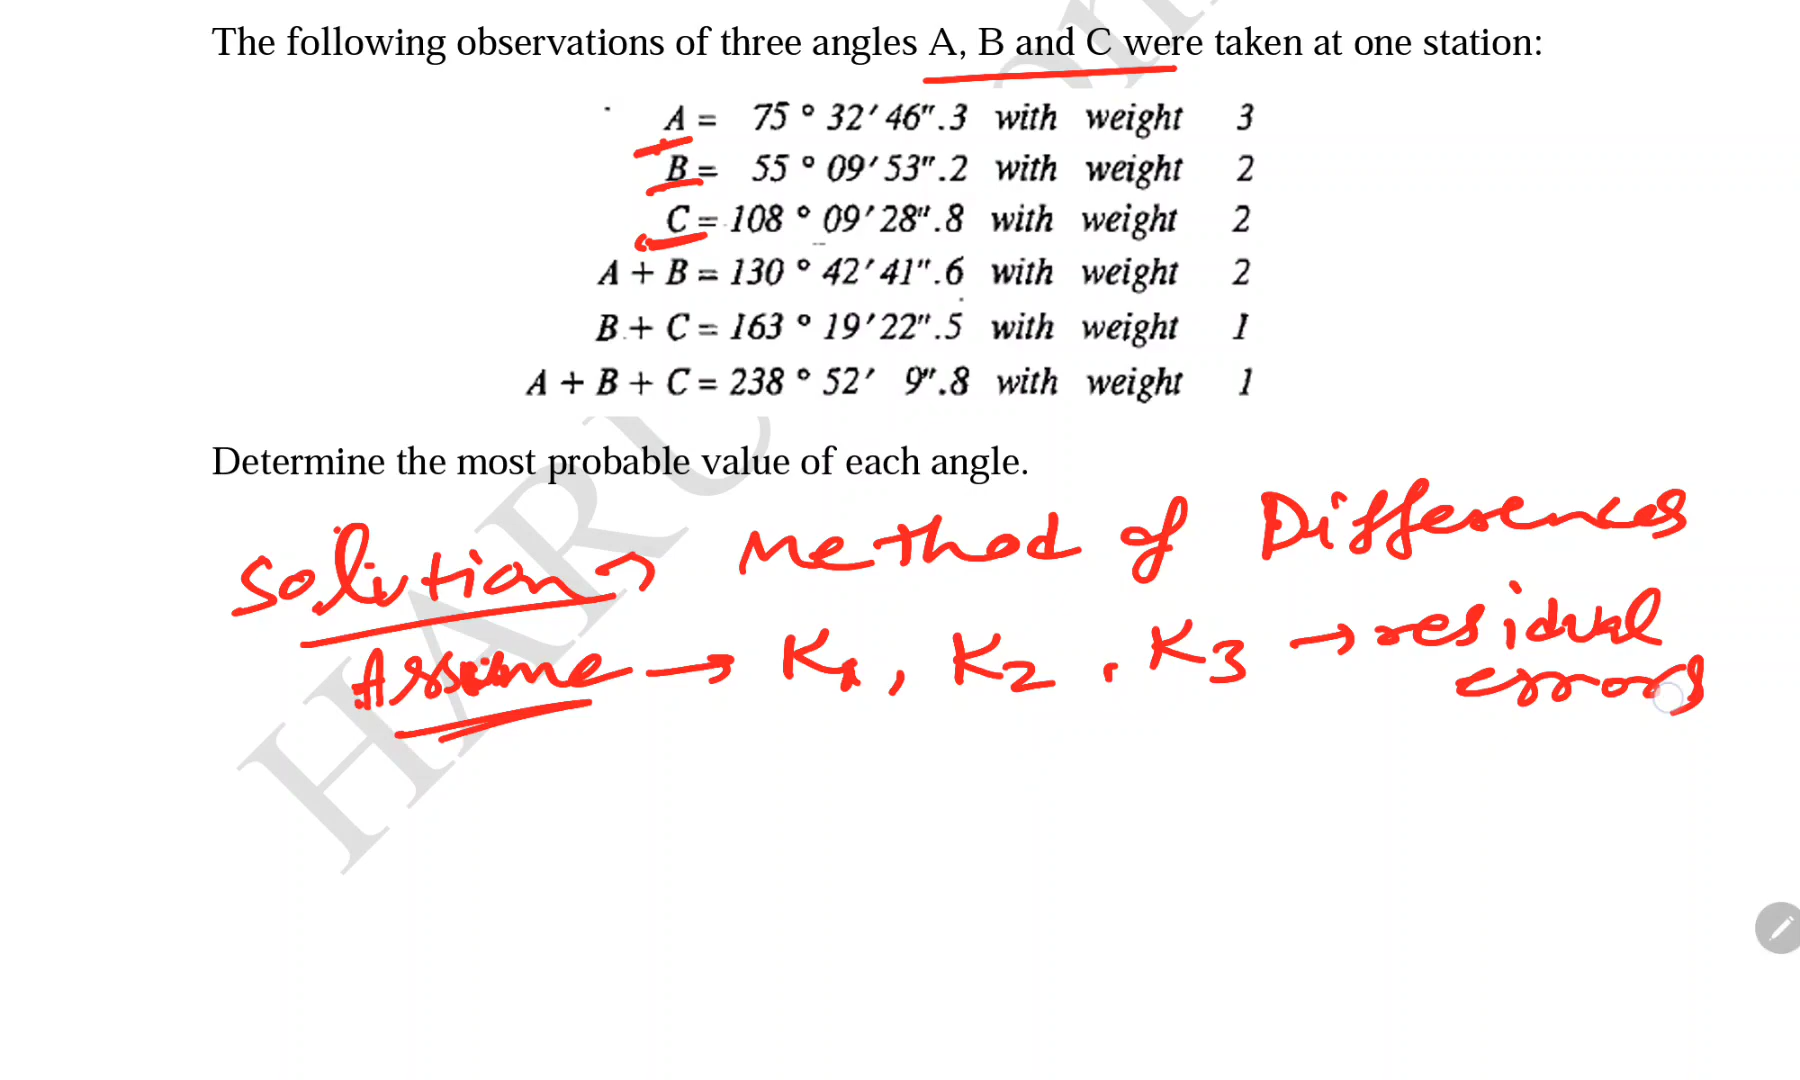 The following observations of three angles A, B and C were taken at one station:
A = 75 ° 32′ 46″.3 with weight 3
B = 55 ° 09′ 53″.2 with weight 2
C = 108 ° 09′ 28″.8 with weight 2
A + B = 130 ° 42′ 41″.6 with weight 2
B + C = 163 ° 19′ 22″.5 with weight 1
A + B + C = 238 ° 52′ 9″.8 with weight 1
Determine the most probable value of each angle.
Solution → Method of Differences
Assume → K1, K2, K3 → residual
errors